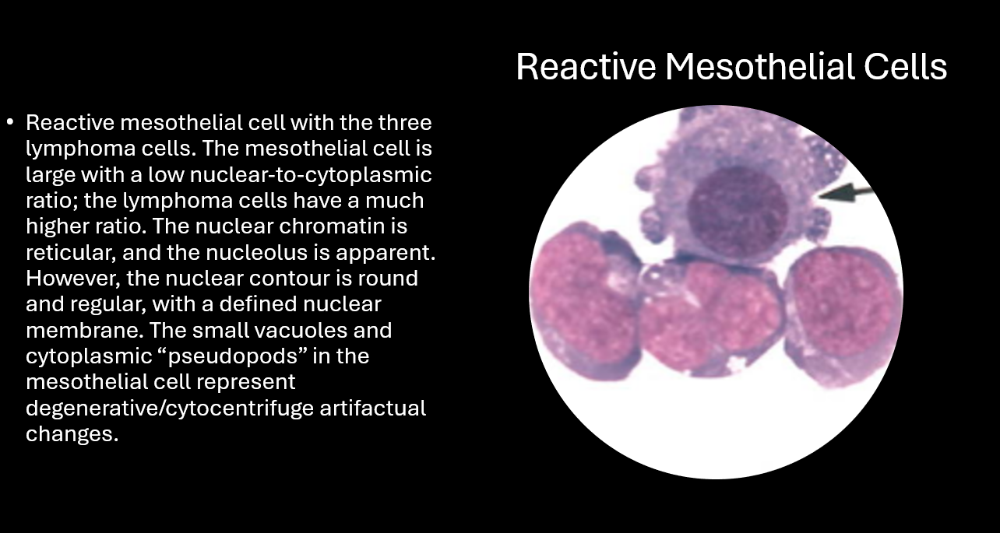 Reactive Mesothelial Cells
• Reactive mesothelial cell with the three
lymphoma cells. The mesothelial cell is
large with a low nuclear-to-cytoplasmic
ratio; the lymphoma cells have a much
higher ratio. The nuclear chromatin is
reticular, and the nucleolus is apparent.
However, the nuclear contour is round
and regular, with a defined nuclear
membrane. The small vacuoles and
cytoplasmic “pseudopods” in the
mesothelial cell represent
degenerative/cytocentrifuge artifactual
changes.